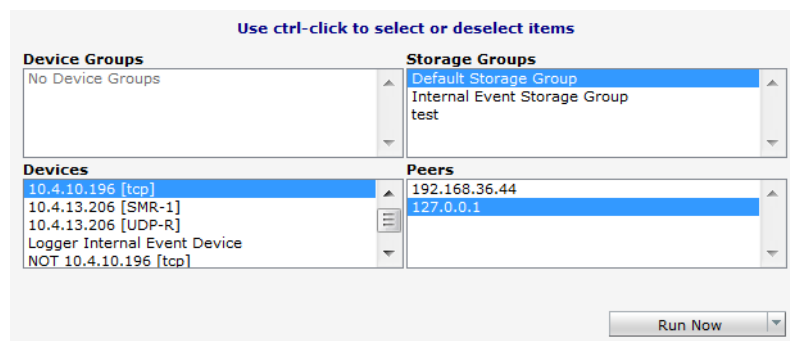 Use ctrl-click to select or deselect items
Device Groups
No Device Groups
Storage Groups
Default Storage Group
Internal Event Storage Group
test
Devices
10.4.10.196 [tcp]
10.4.13.206 [SMR-1]
10.4.13.206 [UDP-R]
Logger Internal Event Device
NOT 10.4.10.196 [tcp]
Peers
192.168.36.44
127.0.0.1
Run Now